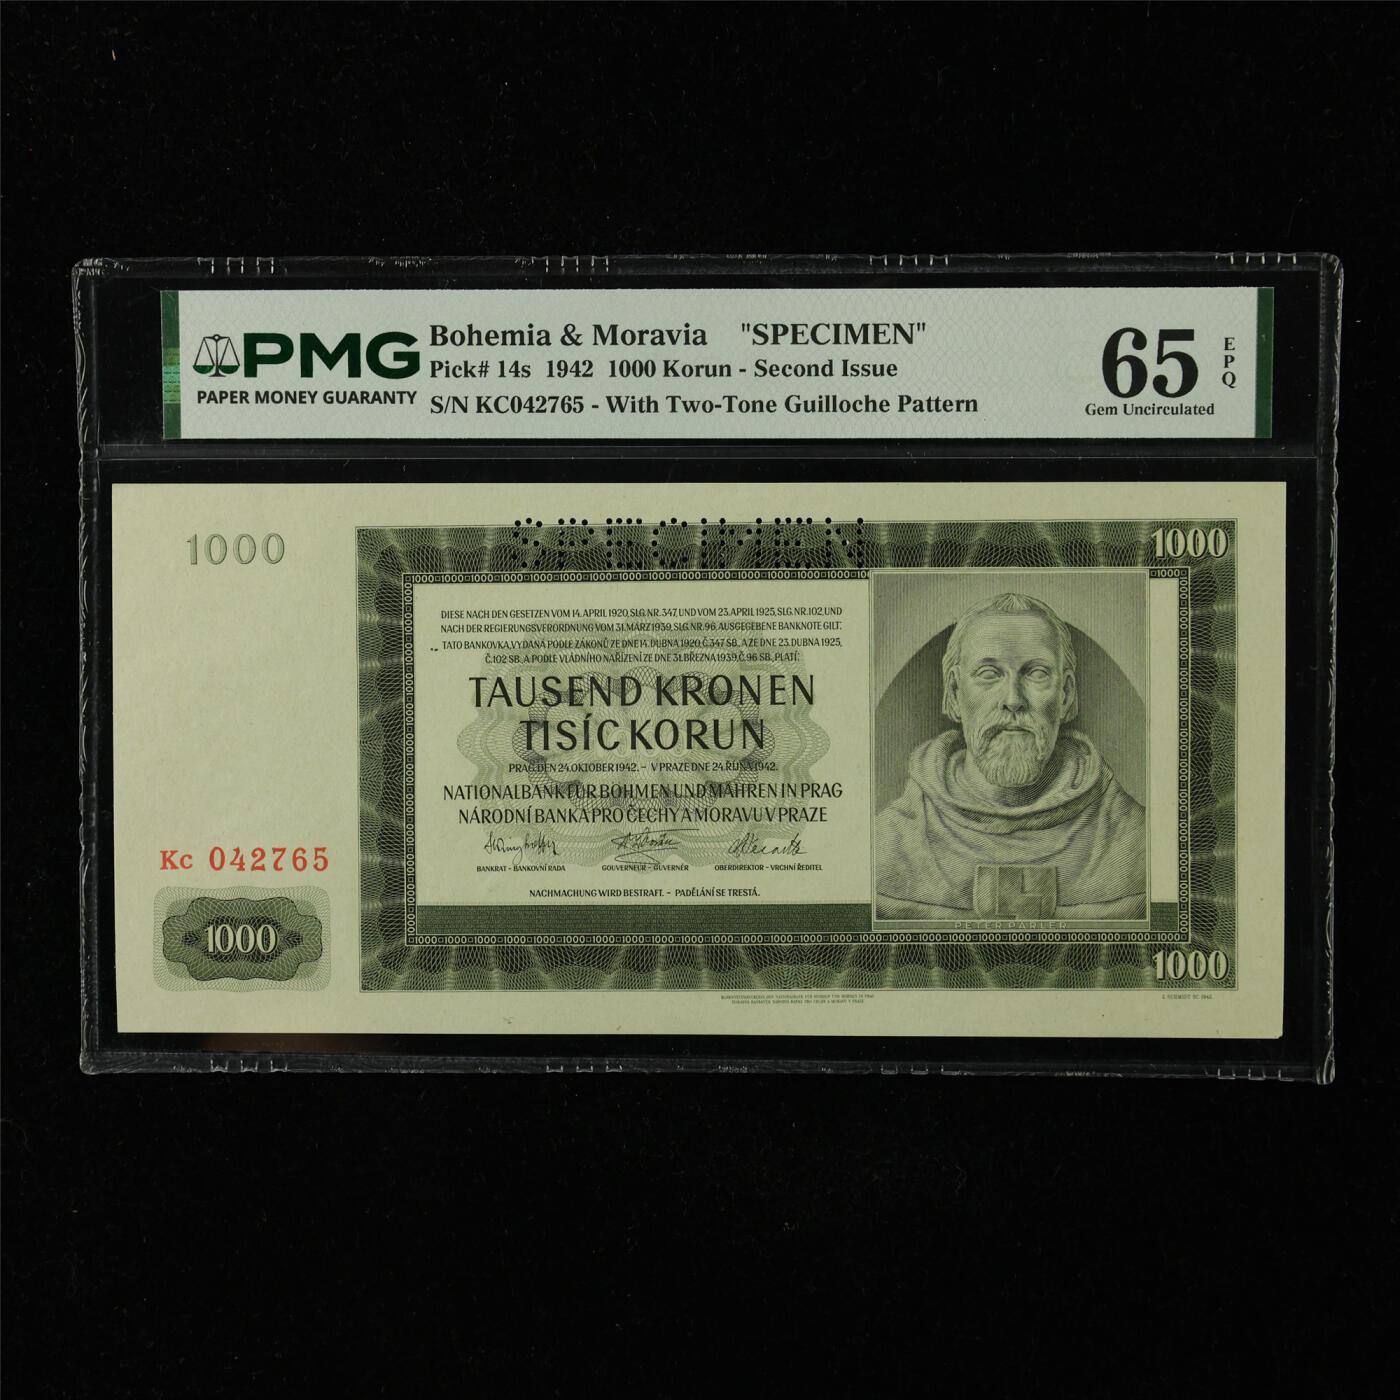 PMG
PAPER MONEY GUARANTY
Bohemia & Moravia "SPECIMEN"
Pick# 14s 1942 1000 Korun - Second Issue
S/N KC042765 - With Two-Tone Guilloche Pattern
65
EPQ
Gem Uncirculated
SPECIMEN
1000
1000
DIESE NACH DEN GESETZEN VOM 14. APRIL 1920, SLG. NR. 347, UND VOM 23. APRIL 1925, SLG. NR. 102, UND
NACH DER REGIERUNGSVERORDNUNG VOM 31. MÄRZ 1939, SLG. NR. 96, AUSGEGEBENE BANKNOTE GILT.
TATO BANKOVKA, VYDANÁ PODLE ZÁKONŮ ZE DNE 14. DUBNA 1920, Č. 347 SB., A ZE DNE 23. DUBNA 1925,
Č. 102 SB., A PODLE VLÁDNÍHO NAŘÍZENÍ ZE DNE 31. BŘEZNA 1939, Č. 96 SB., PLATÍ:
TAUSEND KRONEN
TISÍC KORUN
PRAG, DEN 24. OKTOBER 1942. – V PRAZE DNE 24. ŘÍJNA 1942.
NATIONALBANK FÜR BÖHMEN UND MÄHREN IN PRAG
NÁRODNÍ BANKA PRO ČECHY A MORAVU V PRAZE
BANKRAT – BANKOVNÍ RADA
GOUVERNEUR – GUVERNÉR
OBERDIREKTOR – VRCHNÍ ŘEDITEL
NACHMACHUNG WIRD BESTRAFT. – PADĚLÁNÍ SE TRESTÁ.
Kc 042765
1000
PETER PARLER
1000